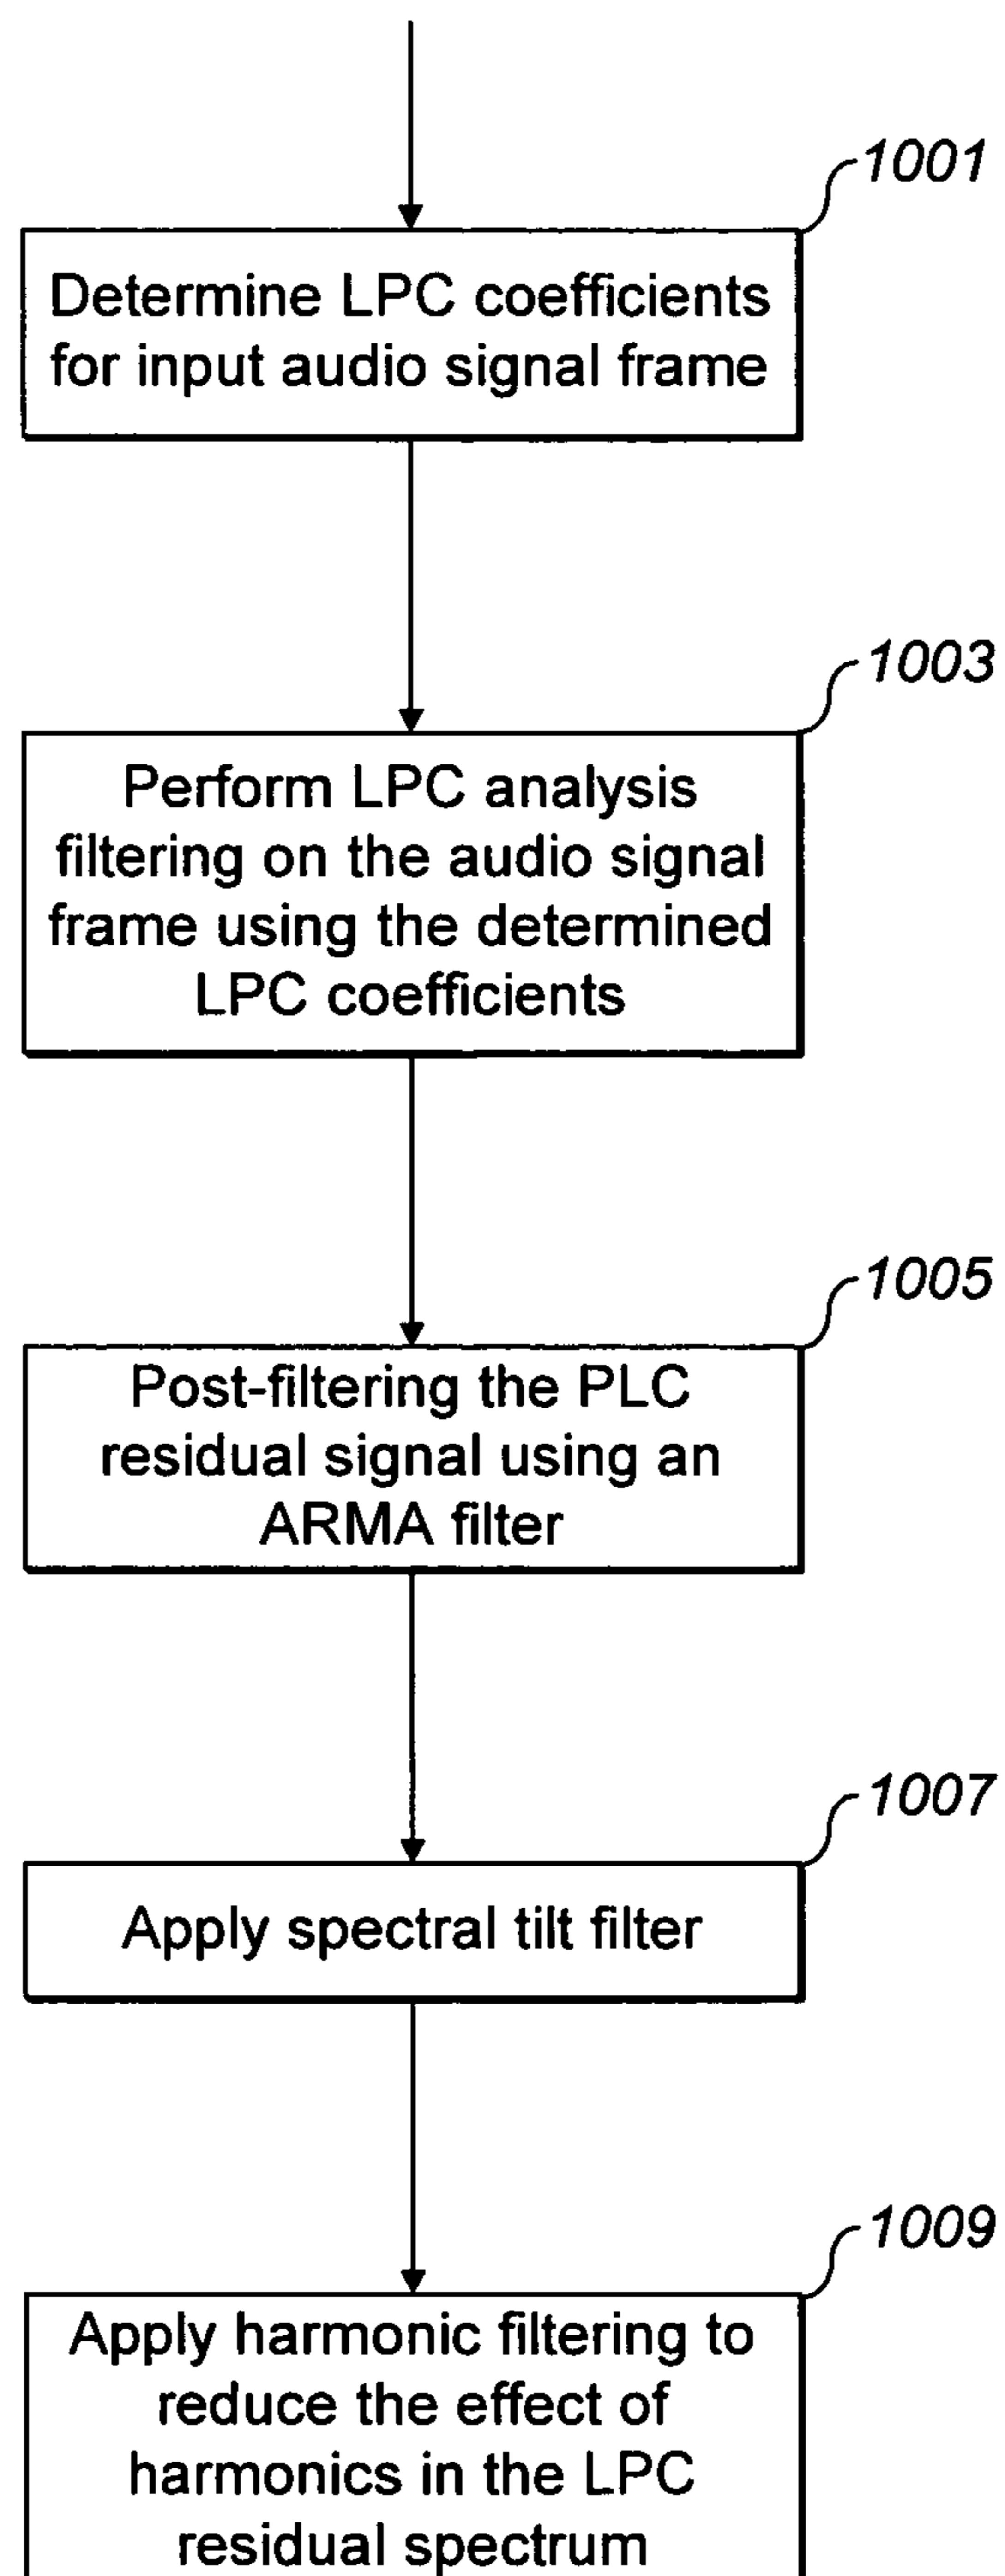 1001
Determine LPC coefficients
for input audio signal frame
1003
Perform LPC analysis
filtering on the audio signal
frame using the determined
LPC coefficients
1005
Post-filtering the PLC
residual signal using an
ARMA filter
1007
Apply spectral tilt filter
1009
Apply harmonic filtering to
reduce the effect of
harmonics in the LPC
residual spectrum